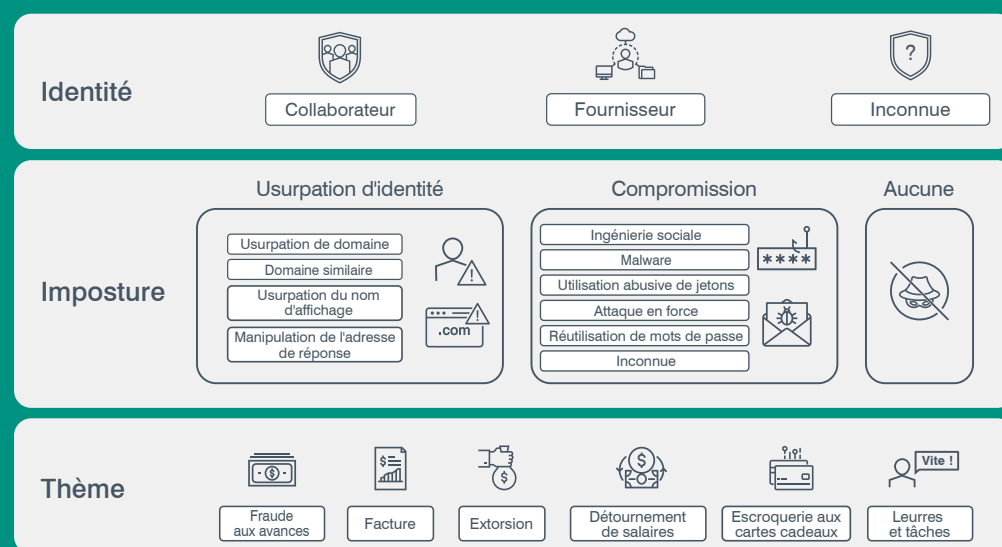 Identité
Collaborateur
Fournisseur
?
Inconnue
Imposture
Usurpation d'identité
Usurpation de domaine
Domaine similaire
Usurpation du nom
d'affichage
Manipulation de l'adresse
de réponse
.com
Compromission
Ingénierie sociale
Malware
Utilisation abusive de jetons
Attaque en force
Réutilisation de mots de passe
Inconnue
****
Aucune
Thème
$
Fraude
aux avances
$
Facture
$
Extorsion
$
Détournement
de salaires
Escroquerie aux
cartes cadeaux
Vite !
Leurres
et tâches